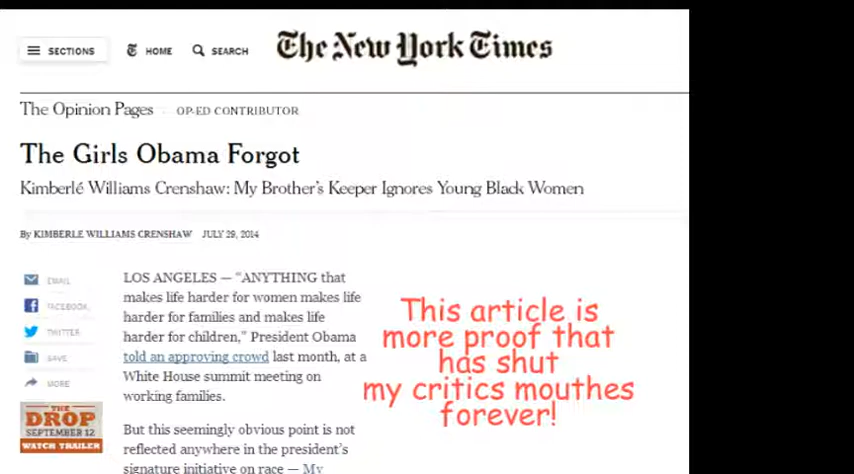 SECTIONS HOME SEARCH The New York Times
The Opinion Pages OP-ED CONTRIBUTOR
The Girls Obama Forgot
Kimberlé Williams Crenshaw: My Brother's Keeper Ignores Young Black Women
By KIMBERLE WILLIAMS CRENSHAW JULY 29, 2014
EMAIL
FACEBOOK
TWITTER
SAVE
MORE
THE
DROP
SEPTEMBER 12
WATCH TRAILER
LOS ANGELES — “ANYTHING that
makes life harder for women makes life
harder for families and makes life
harder for children,” President Obama
told an approving crowd last month, at a
White House summit meeting on
working families.
But this seemingly obvious point is not
reflected anywhere in the president's
signature initiative on race — My
This article is
more proof that
has shut
my critics mouthes
forever!